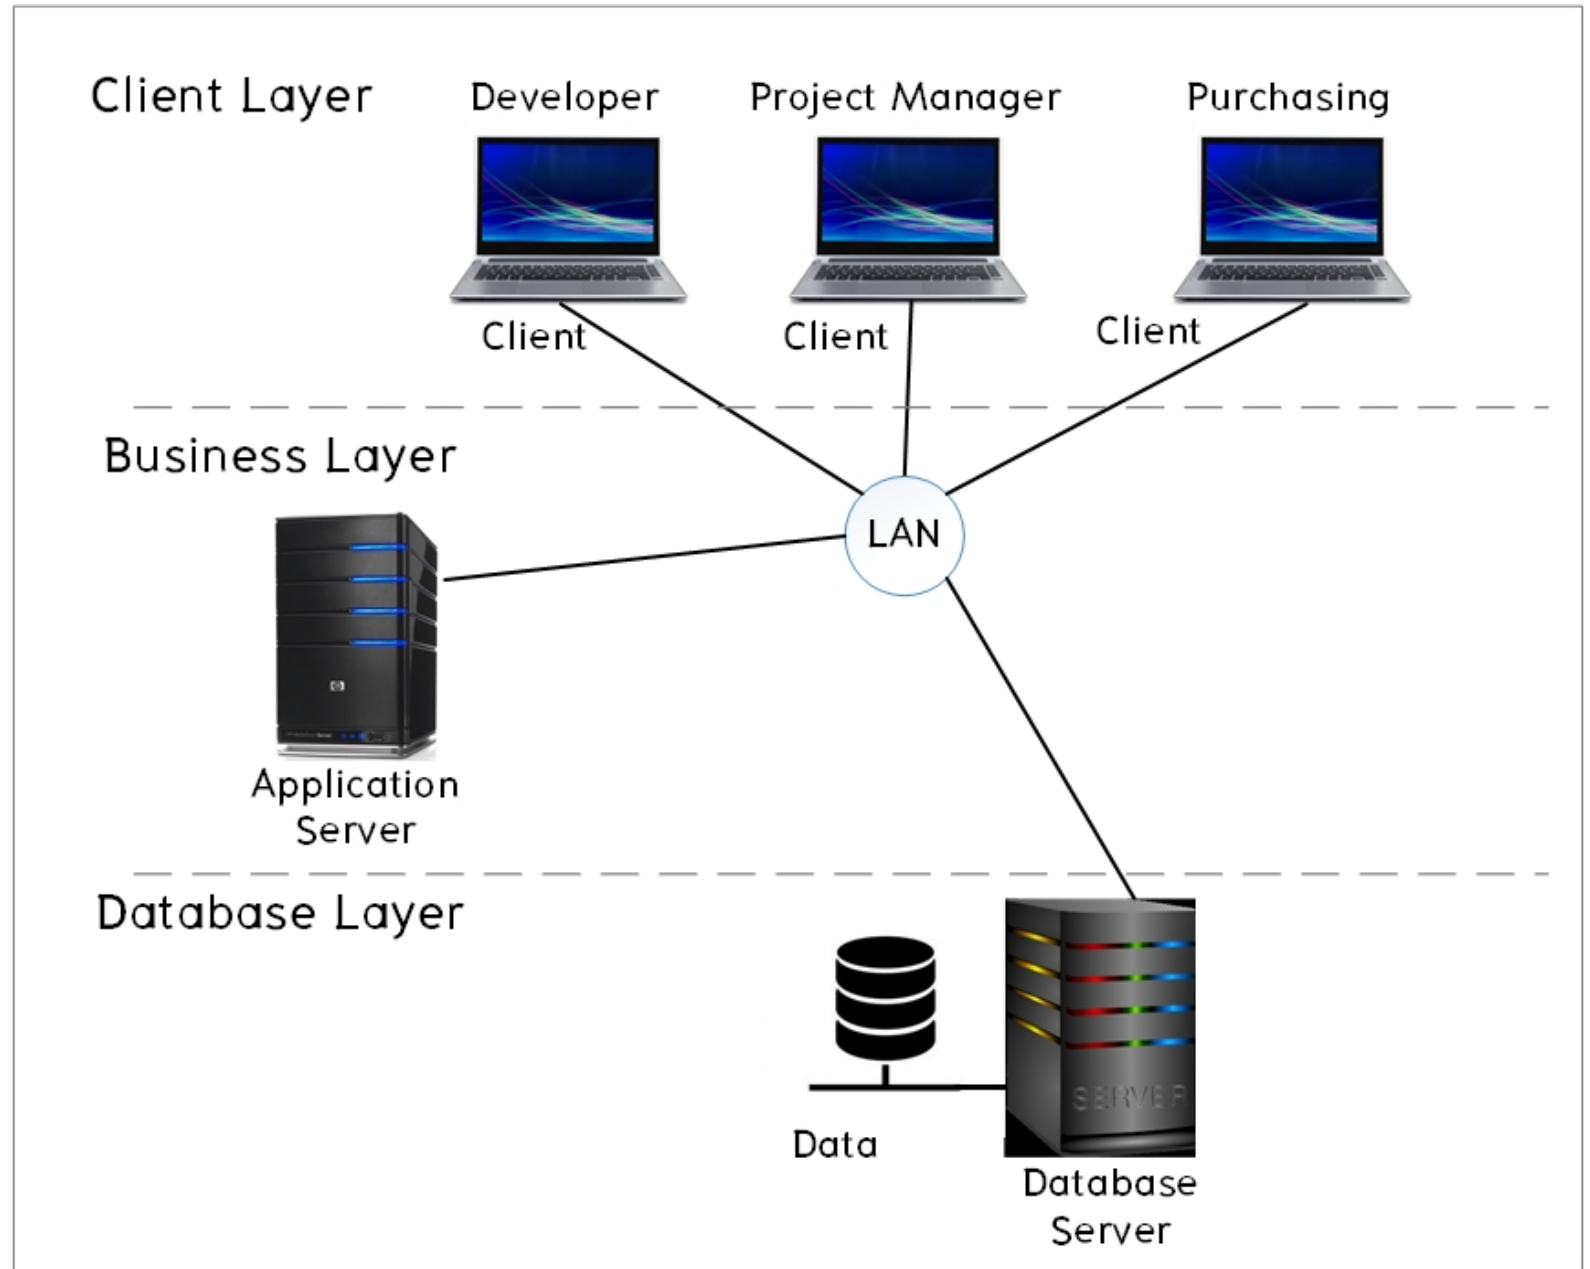 Client Layer
Developer
Project Manager
Purchasing
Client
Client
Client
Business Layer
LAN
Application
Server
Database Layer
SERVER
Data
Database
Server